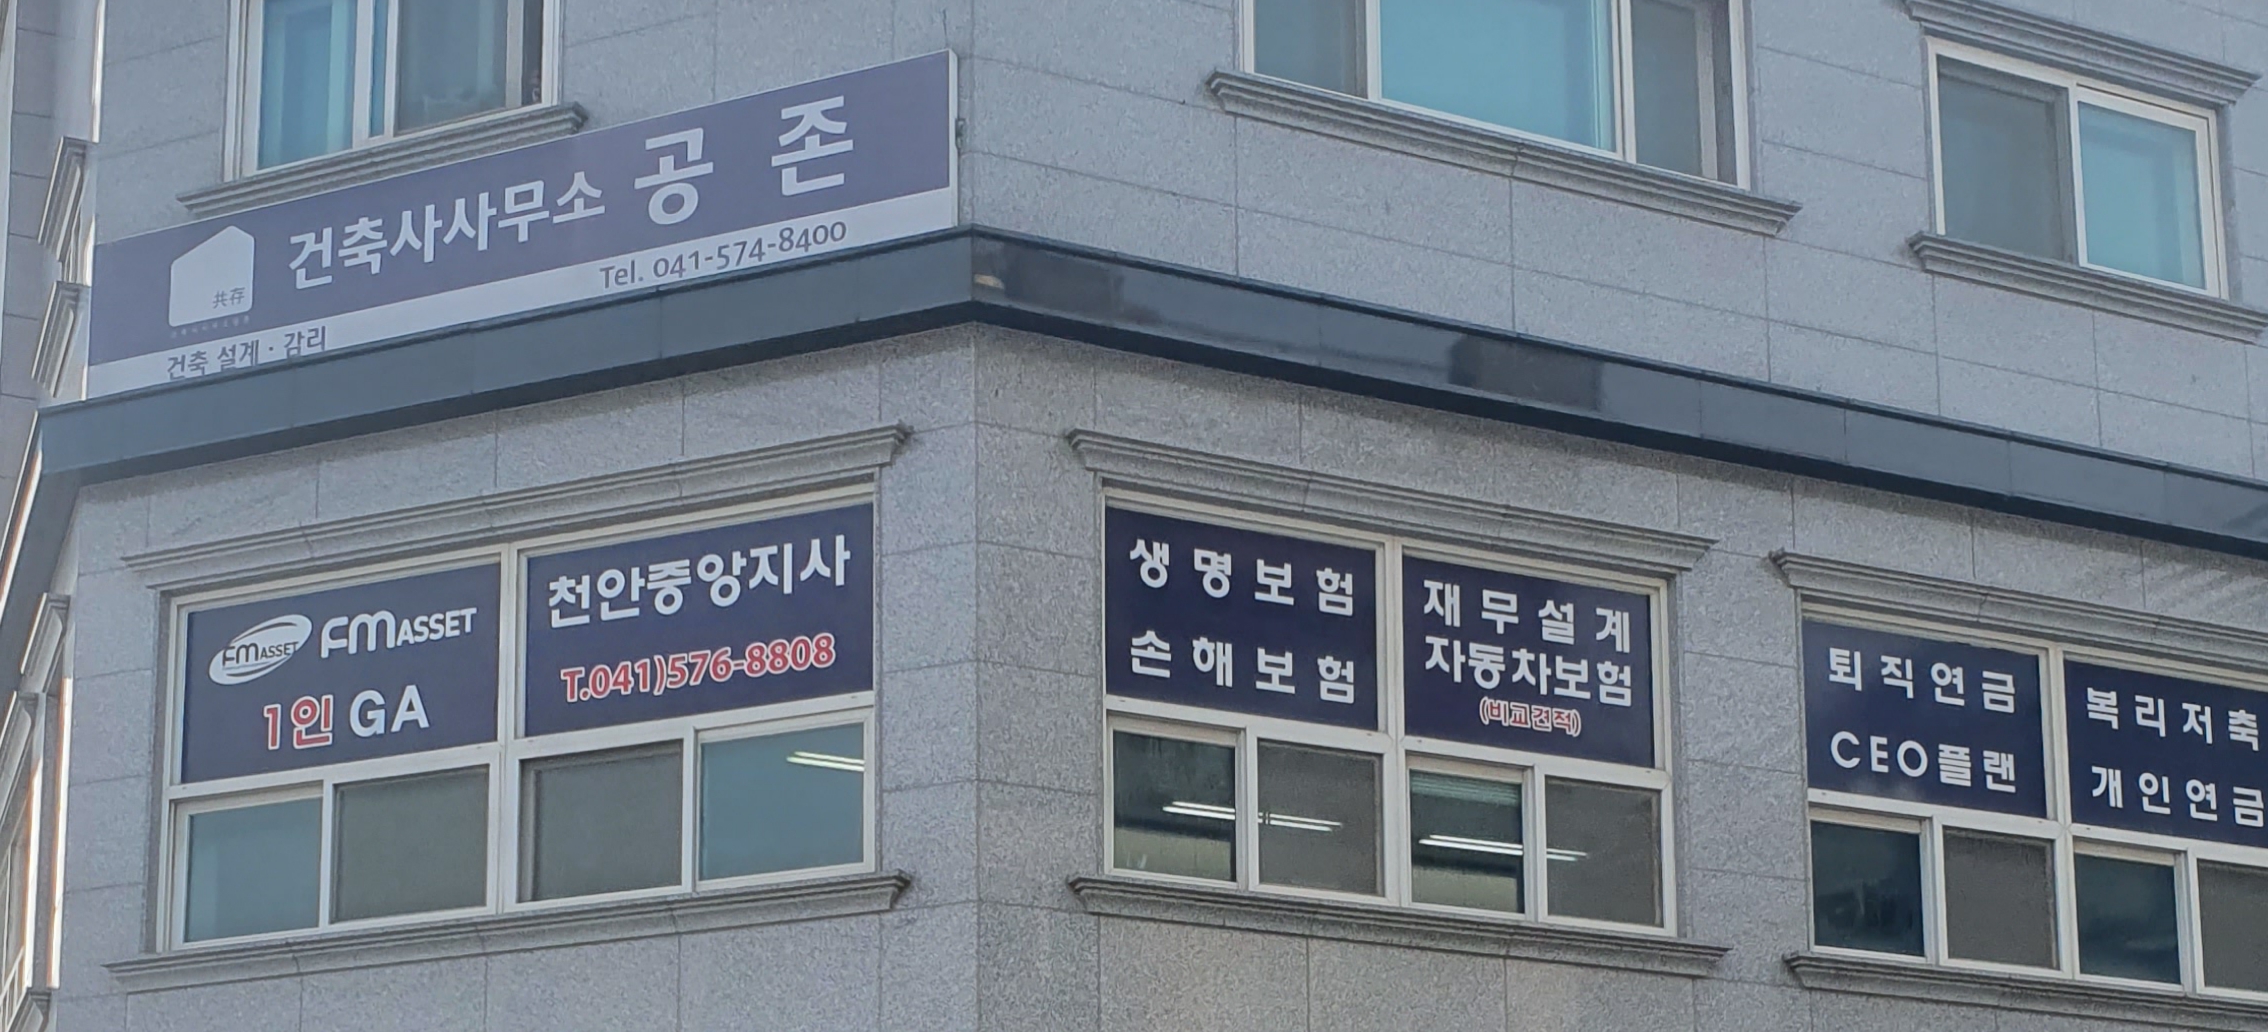 건축사사무소 공존
共存
Tel. 041-574-8400
건축 설계 · 감리
FMASSET FMASSET
1인 GA
천안중앙지사
T.041)576-8808
생명보험
손해보험
재무설계
자동차보험
(비교견적)
퇴직연금
CEO플랜
복리저축
개인연금